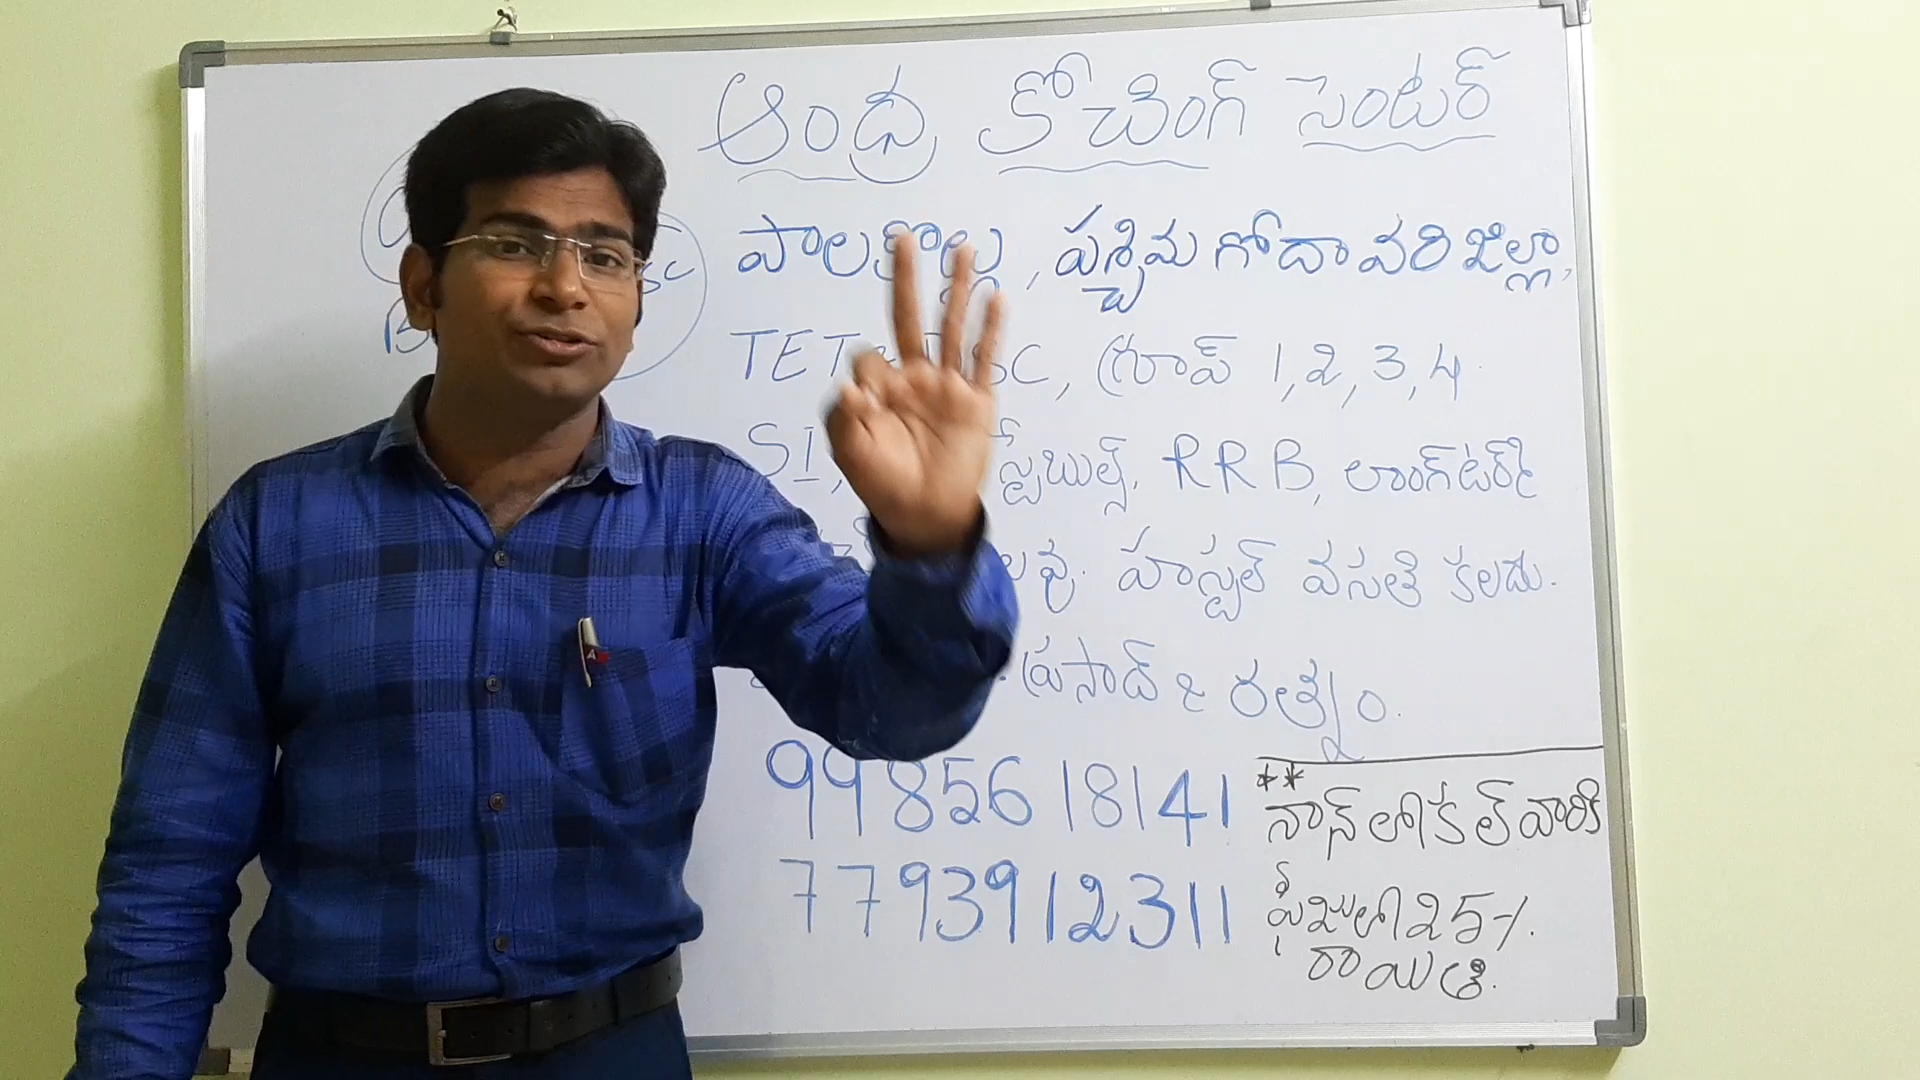 ఆంధ్ర కోచింగ్ సెంటర్
పాలకొల్లు, పశ్చిమ గోదావరి జిల్లా,
TET & DSC, గ్రూప్ 1, 2, 3, 4.
SI, RRB, లాంగ్‌టర్మ్
హాస్టల్ వసతి కలదు.
ప్రసాద్ & రత్నం.
9985618141
7793912311
** నాన్ లోకల్ వారికి
ఫీజులో 25%
రాయితీ.